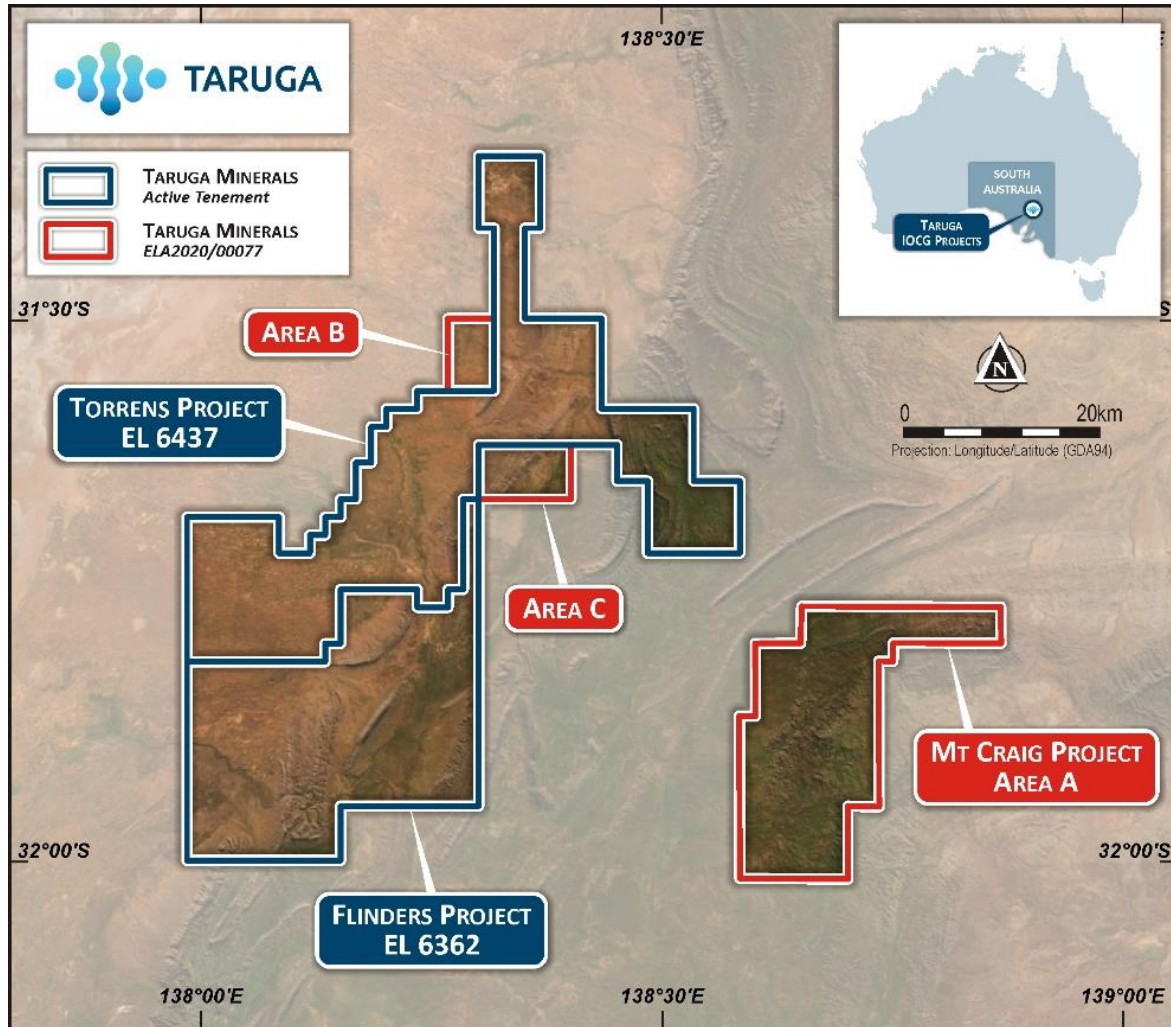 138°30'E
TARUGA
TARUGA MINERALS
Active Tenement
TARUGA MINERALS
ELA2020/00077
SOUTH
AUSTRALIA
TARUGA
IOCG PROJECTS
31°30'S
S
AREA B
TORRENS PROJECT
EL 6437
N
0 20km
Projection: Longitude/Latitude (GDA94)
AREA C
MT CRAIG PROJECT
AREA A
32°00'S
32°00'S
FLINDERS PROJECT
EL 6362
138°00'E
138°30'E
139°00'E